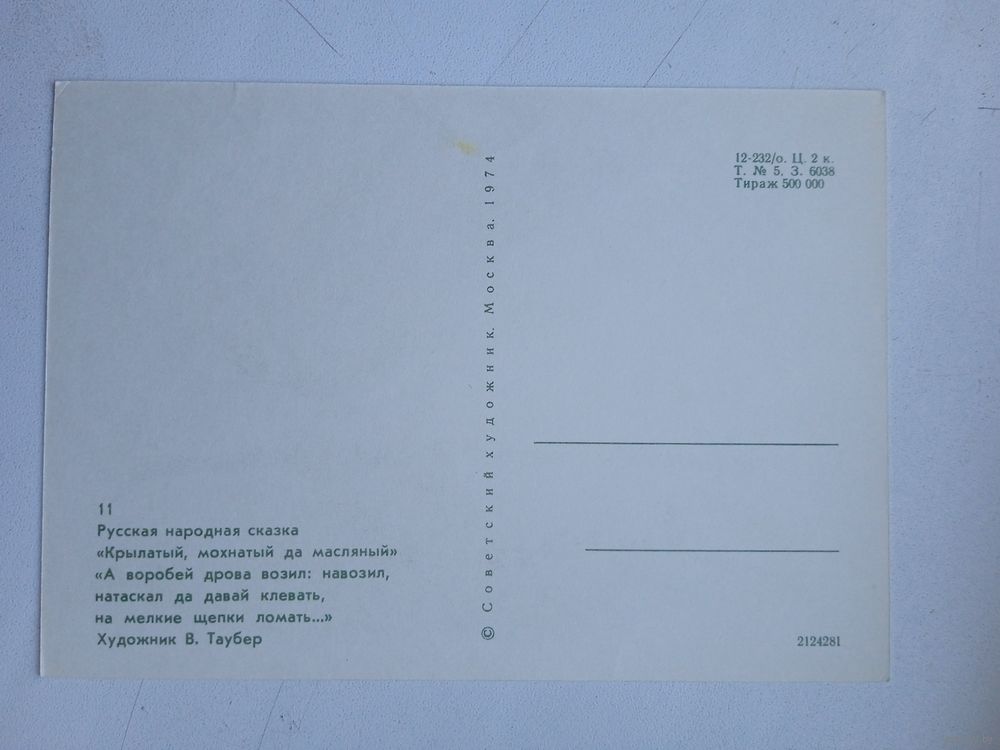 11
Русская народная сказка
«Крылатый, мохнатый да масляный»
«А воробей дрова возил: навозил,
натаскал да давай клевать,
на мелкие щепки ломать...»
Художник В. Таубер
© Советский художник. Москва. 1974
12-232/о. Ц. 2 к.
Т. № 5. З. 6038
Тираж 500 000
2124281